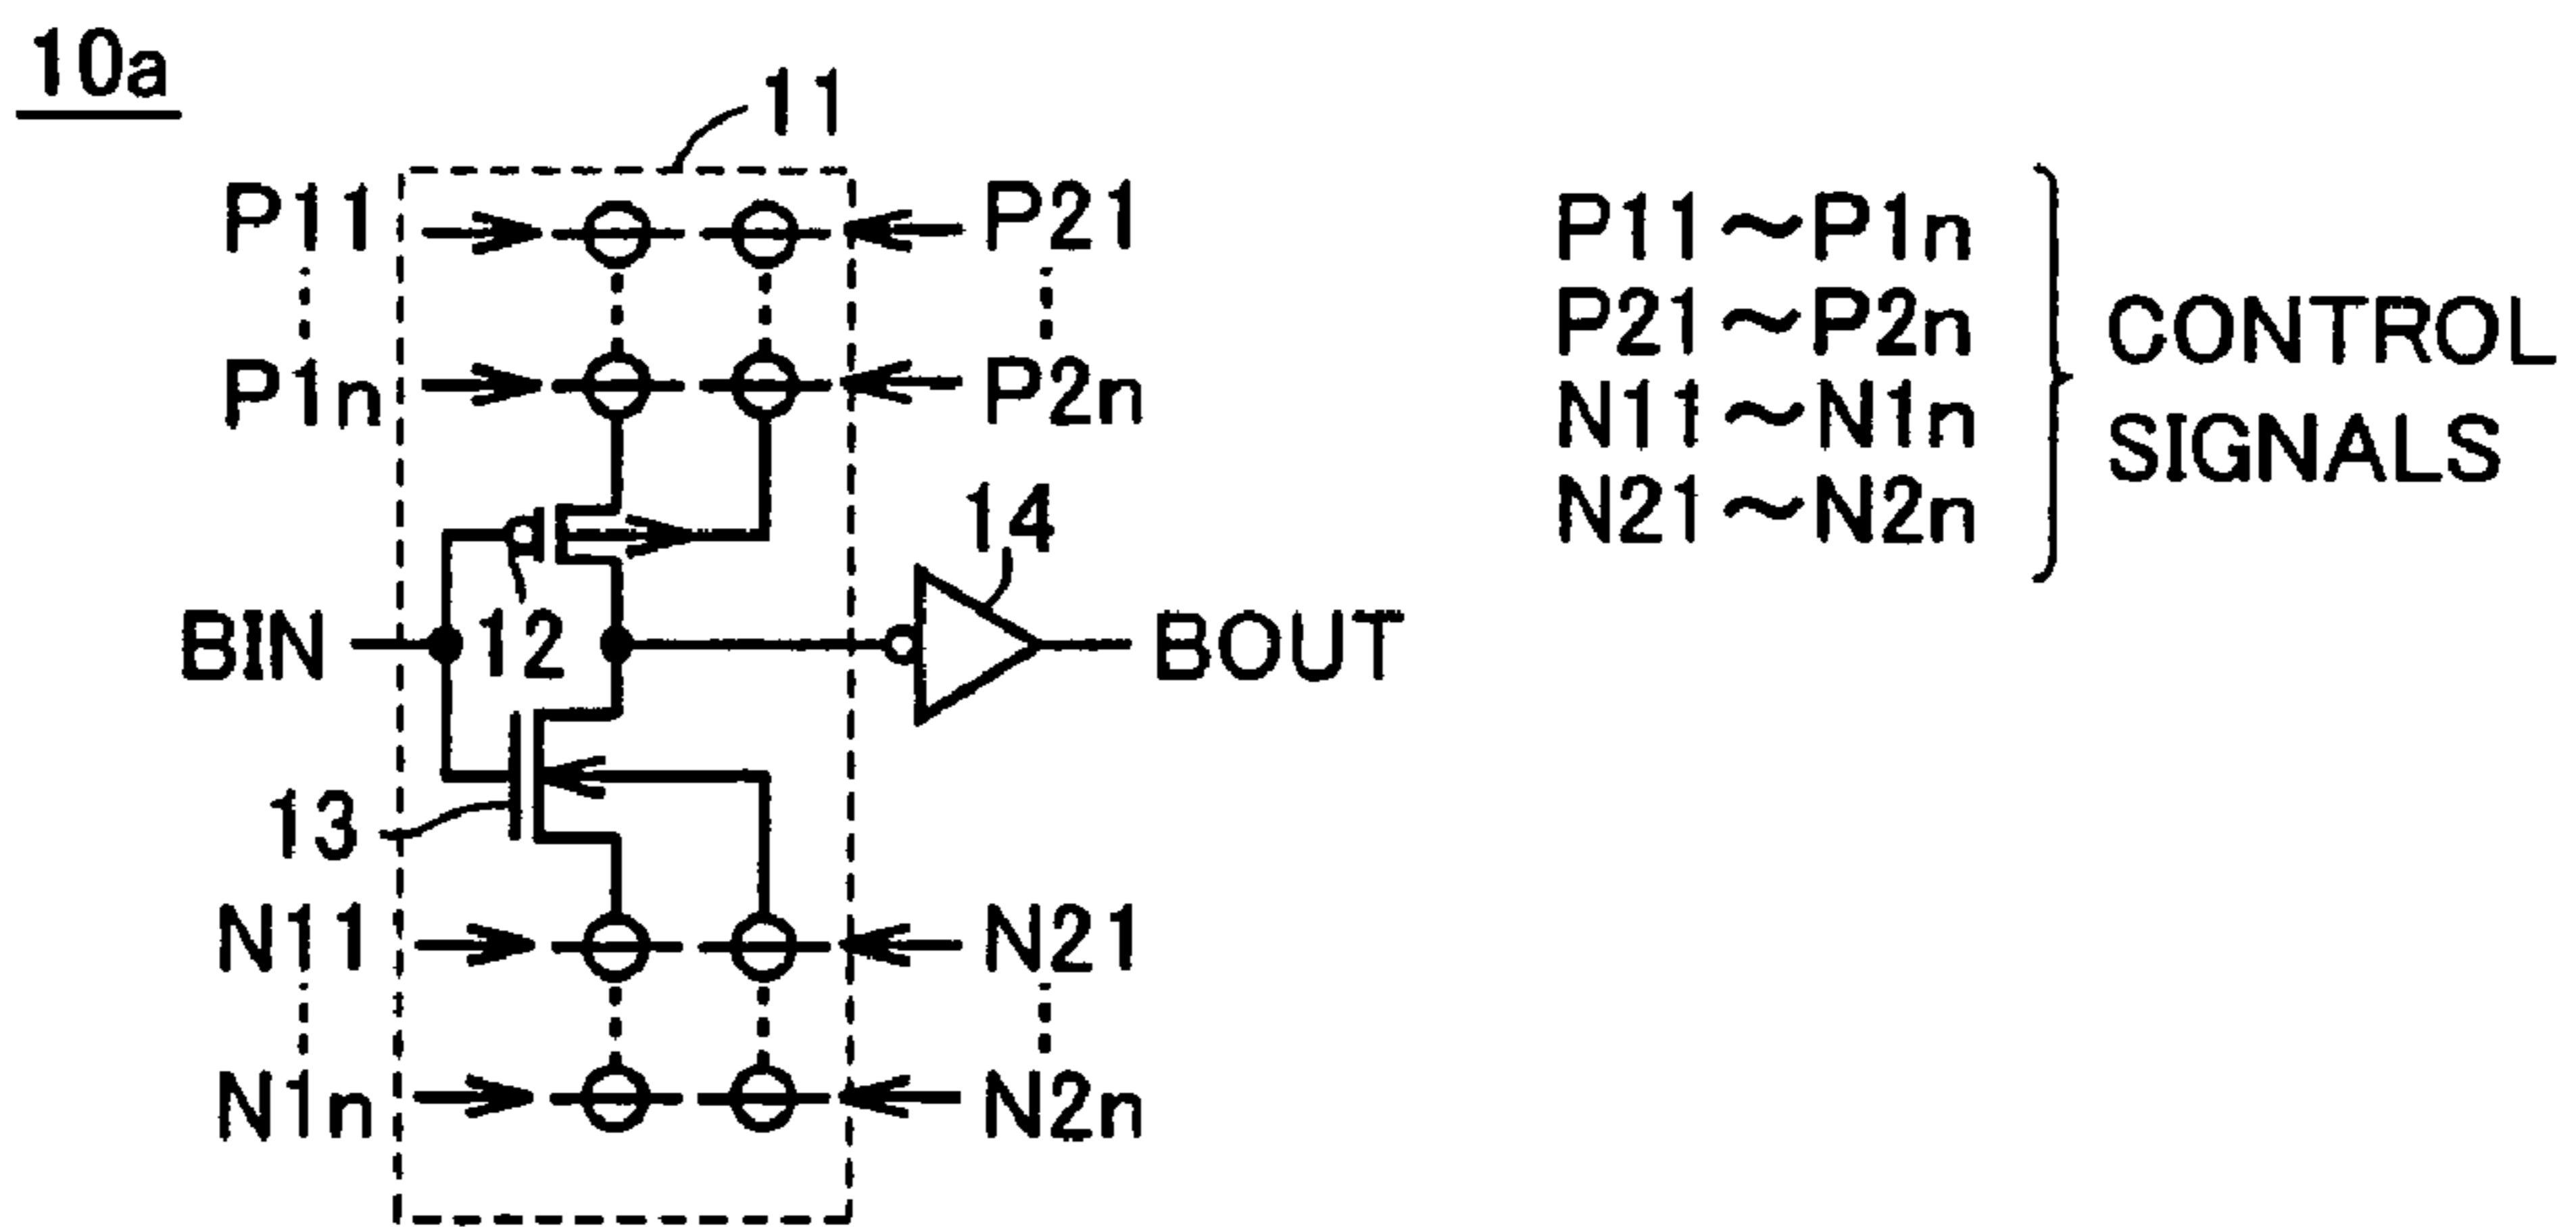 10a
11
P11
P21
P1n
P2n
P11~P1n
P21~P2n
N11~N1n
N21~N2n
CONTROL
SIGNALS
14
BIN
12
BOUT
13
N11
N21
N1n
N2n